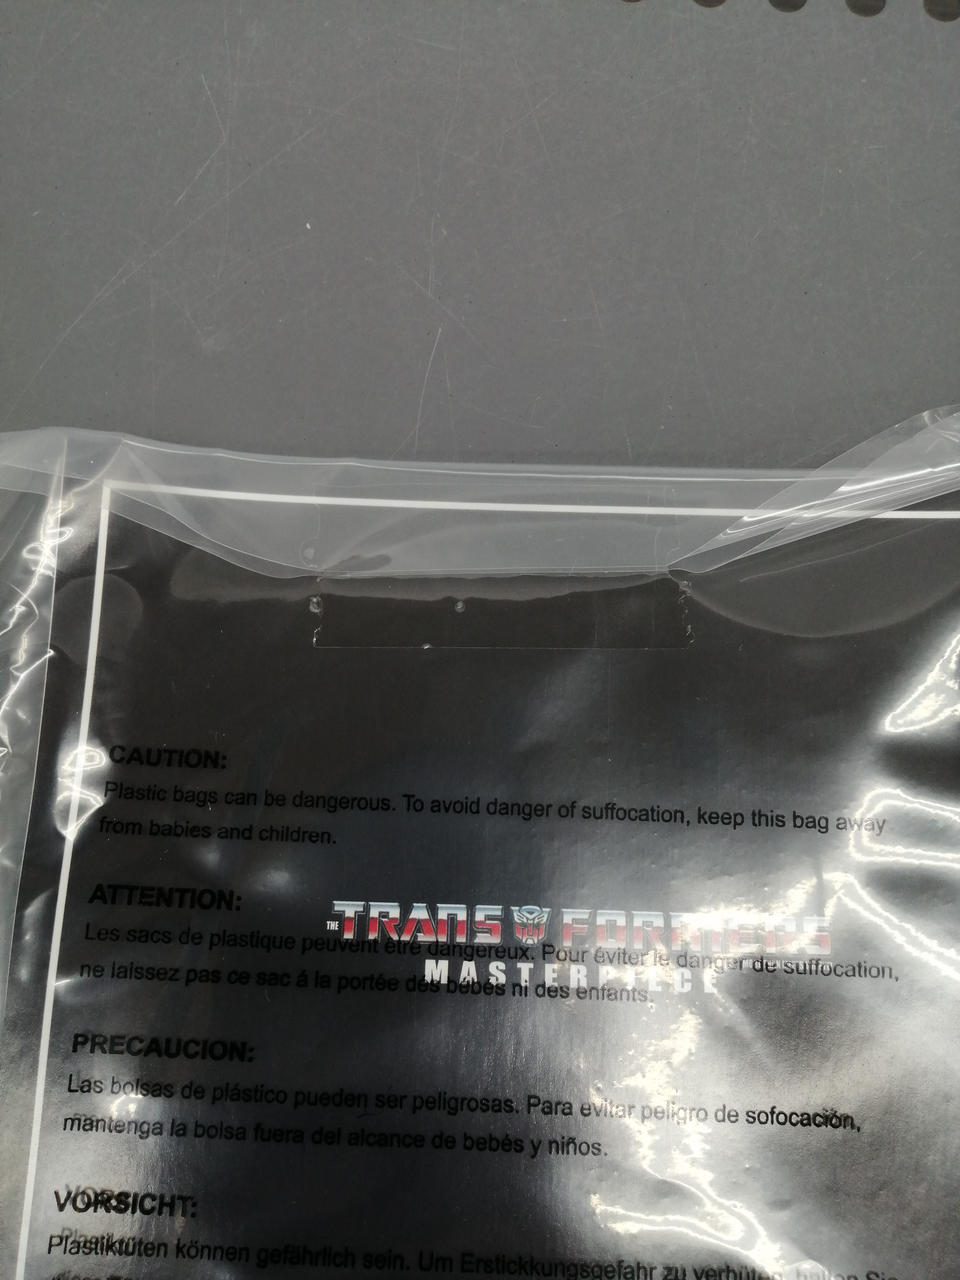 CAUTION:
Plastic bags can be dangerous. To avoid danger of suffocation, keep this bag away
from babies and children.
ATTENTION:
THE TRANSFORMERS
Les sacs de plastique peuvent être dangereux. Pour éviter le danger de suffocation,
MASTERPIECE
ne laissez pas ce sac á la portée des bébés ni des enfants.
PRECAUCION:
Las bolsas de plástico pueden ser peligrosas. Para evitar peligro de sofocación,
mantenga la bolsa fuera del alcance de bebés y niños.
VORSICHT:
Plastiktüten können gefährlich sein. Um Erstickkungsgefahr zu verhüten, halten Sie